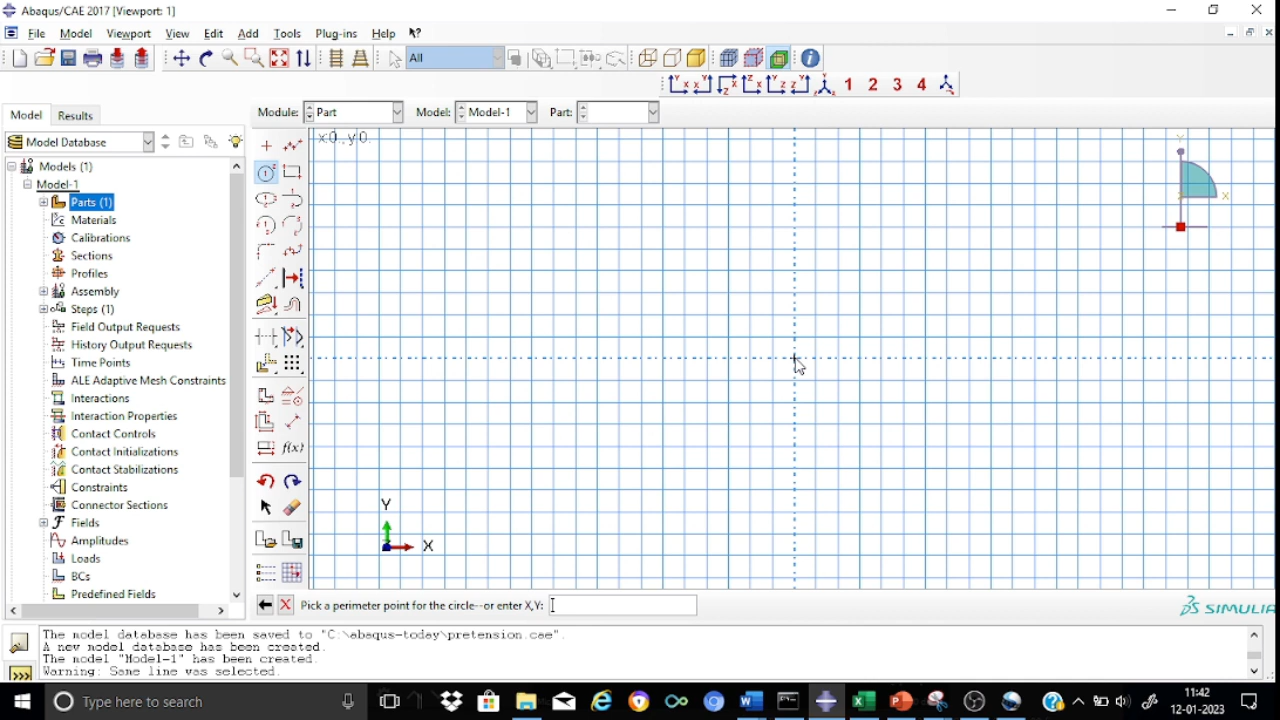 Abaqus/CAE 2017 [Viewport: 1]
File Model Viewport View Edit Add Tools Plug-ins Help
All
1 2 3 4
Model Results
Module: Part Model: Model-1 Part:
Model Database
x:0.,y:0.
Y
X
Models (1)
Model-1
Parts (1)
Materials
Calibrations
Sections
Profiles
Assembly
Steps (1)
Field Output Requests
History Output Requests
Time Points
ALE Adaptive Mesh Constraints
Interactions
Interaction Properties
Contact Controls
Contact Initializations
Contact Stabilizations
Constraints
Connector Sections
Fields
Amplitudes
Loads
BCs
Predefined Fields
f(x)
Y
X
Pick a perimeter point for the circle--or enter X,Y:
SIMULIA
The model database has been saved to "C:\abaqus-today\pretension.cae".
A new model database has been created.
The model "Model-1" has been created.
Warning: Same line was selected.
Type here to search
11:42
12-01-2023